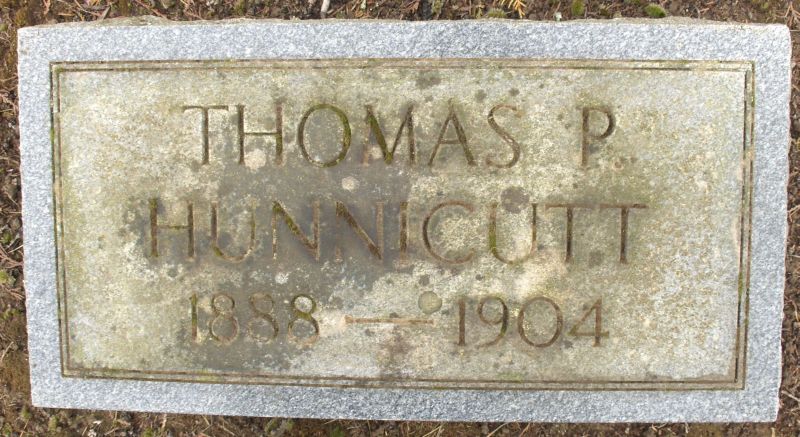 THOMAS P.
HUNNICUTT
1888 — 1904